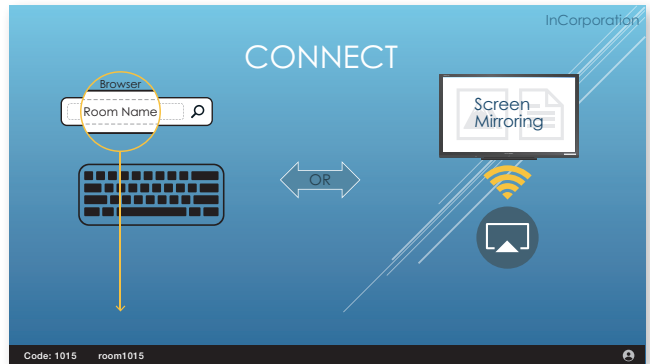 InCorporation
CONNECT
Browser
Room Name
OR
Screen
Mirroring
Code: 1015 room1015